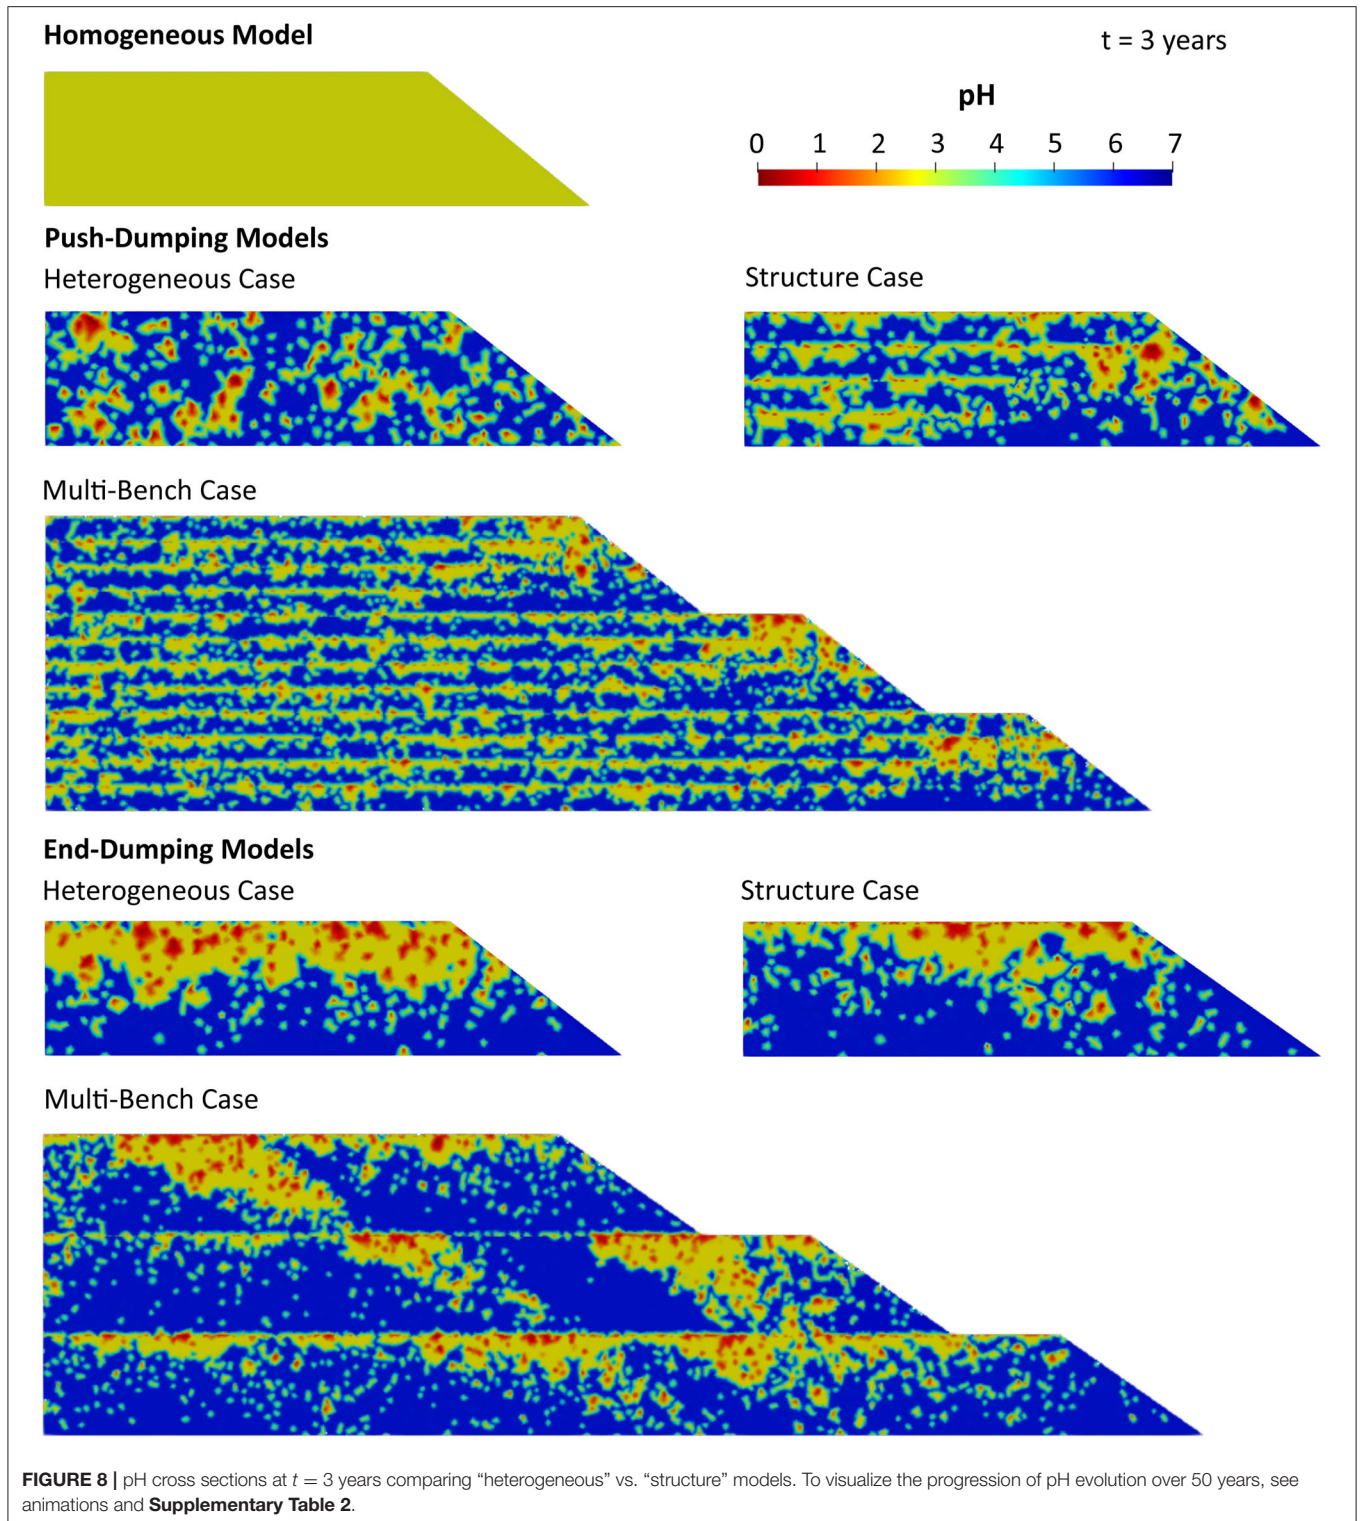 Homogeneous Model
t = 3 years
pH
0 1 2 3 4 5 6 7
Push-Dumping Models
Heterogeneous Case
Structure Case
Multi-Bench Case
End-Dumping Models
Heterogeneous Case
Structure Case
Multi-Bench Case
FIGURE 8 | pH cross sections at t = 3 years comparing “heterogeneous” vs. “structure” models. To visualize the progression of pH evolution over 50 years, see
animations and Supplementary Table 2.